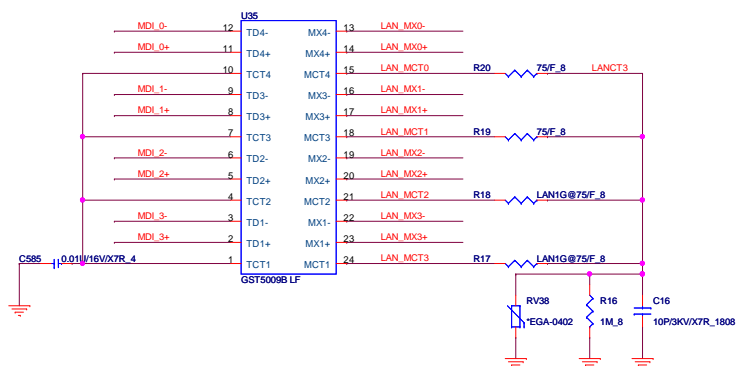 U35
MDI_0- 12 TD4- MX4- 13 LAN_MX0-
MDI_0+ 11 TD4+ MX4+ 14 LAN_MX0+
10 TCT4 MCT4 15 LAN_MCT0 R20 75/F_8 LANCT3
MDI_1- 9 TD3- MX3- 16 LAN_MX1-
MDI_1+ 8 TD3+ MX3+ 17 LAN_MX1+
7 TCT3 MCT3 18 LAN_MCT1 R19 75/F_8
MDI_2- 6 TD2- MX2- 19 LAN_MX2-
MDI_2+ 5 TD2+ MX2+ 20 LAN_MX2+
4 TCT2 MCT2 21 LAN_MCT2 R18 LAN1G@75/F_8
MDI_3- 3 TD1- MX1- 22 LAN_MX3-
MDI_3+ 2 TD1+ MX1+ 23 LAN_MX3+
C585 0.01U/16V/X7R_4 1 TCT1 MCT1 24 LAN_MCT3 R17 LAN1G@75/F_8
GST5009B LF
RV38 R16 C16
*EGA-0402 1M_8 10P/3KV/X7R_1808